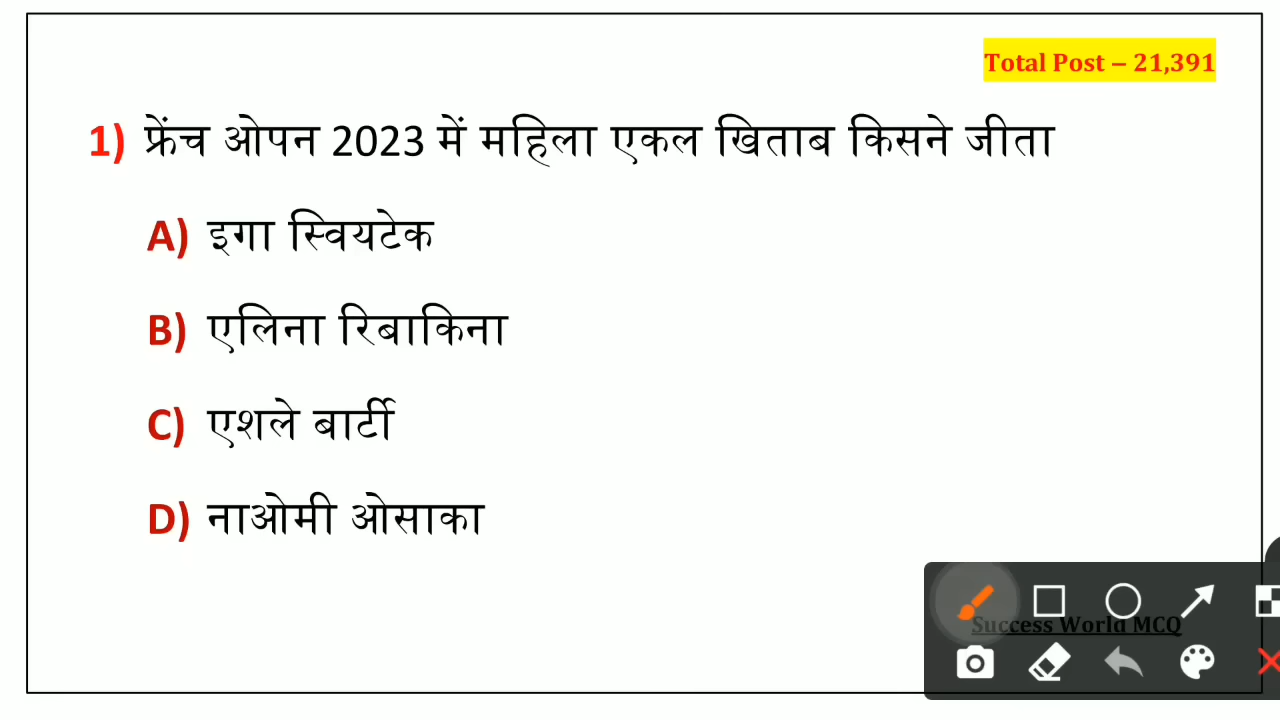 Total Post – 21,391
1) फ्रेंच ओपन 2023 में महिला एकल खिताब किसने जीता
A) इगा स्वियटेक
B) एलिना रिबाकिना
C) एशले बार्टी
D) नाओमी ओसाका
Success World MCQ